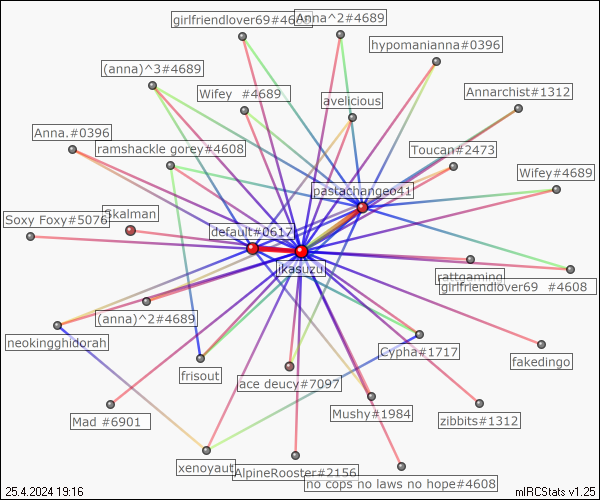 girlfriendlover69#4689
Anna^2#4689
hypomanianna#0396
(anna)^3#4689
Wifey  #4689
avelicious
Annarchist#1312
Anna.#0396
ramshackle gorey#4608
Toucan#2473
Wifey#4689
pastachangeo41
Soxy Foxy#5076
Skalman
default#0617
ikasuzu
rattgaming
girlfriendlover69  #4608
(anna)^2#4689
neokingghidorah
Cypha#1717
fakedingo
frisout
ace deucy#7097
Mushy#1984
zibbits#1312
Mad #6901
xenoyaut
AlpineRooster#2156
no cops no laws no hope#4608
25.4.2024 19:16
mIRCStats v1.25